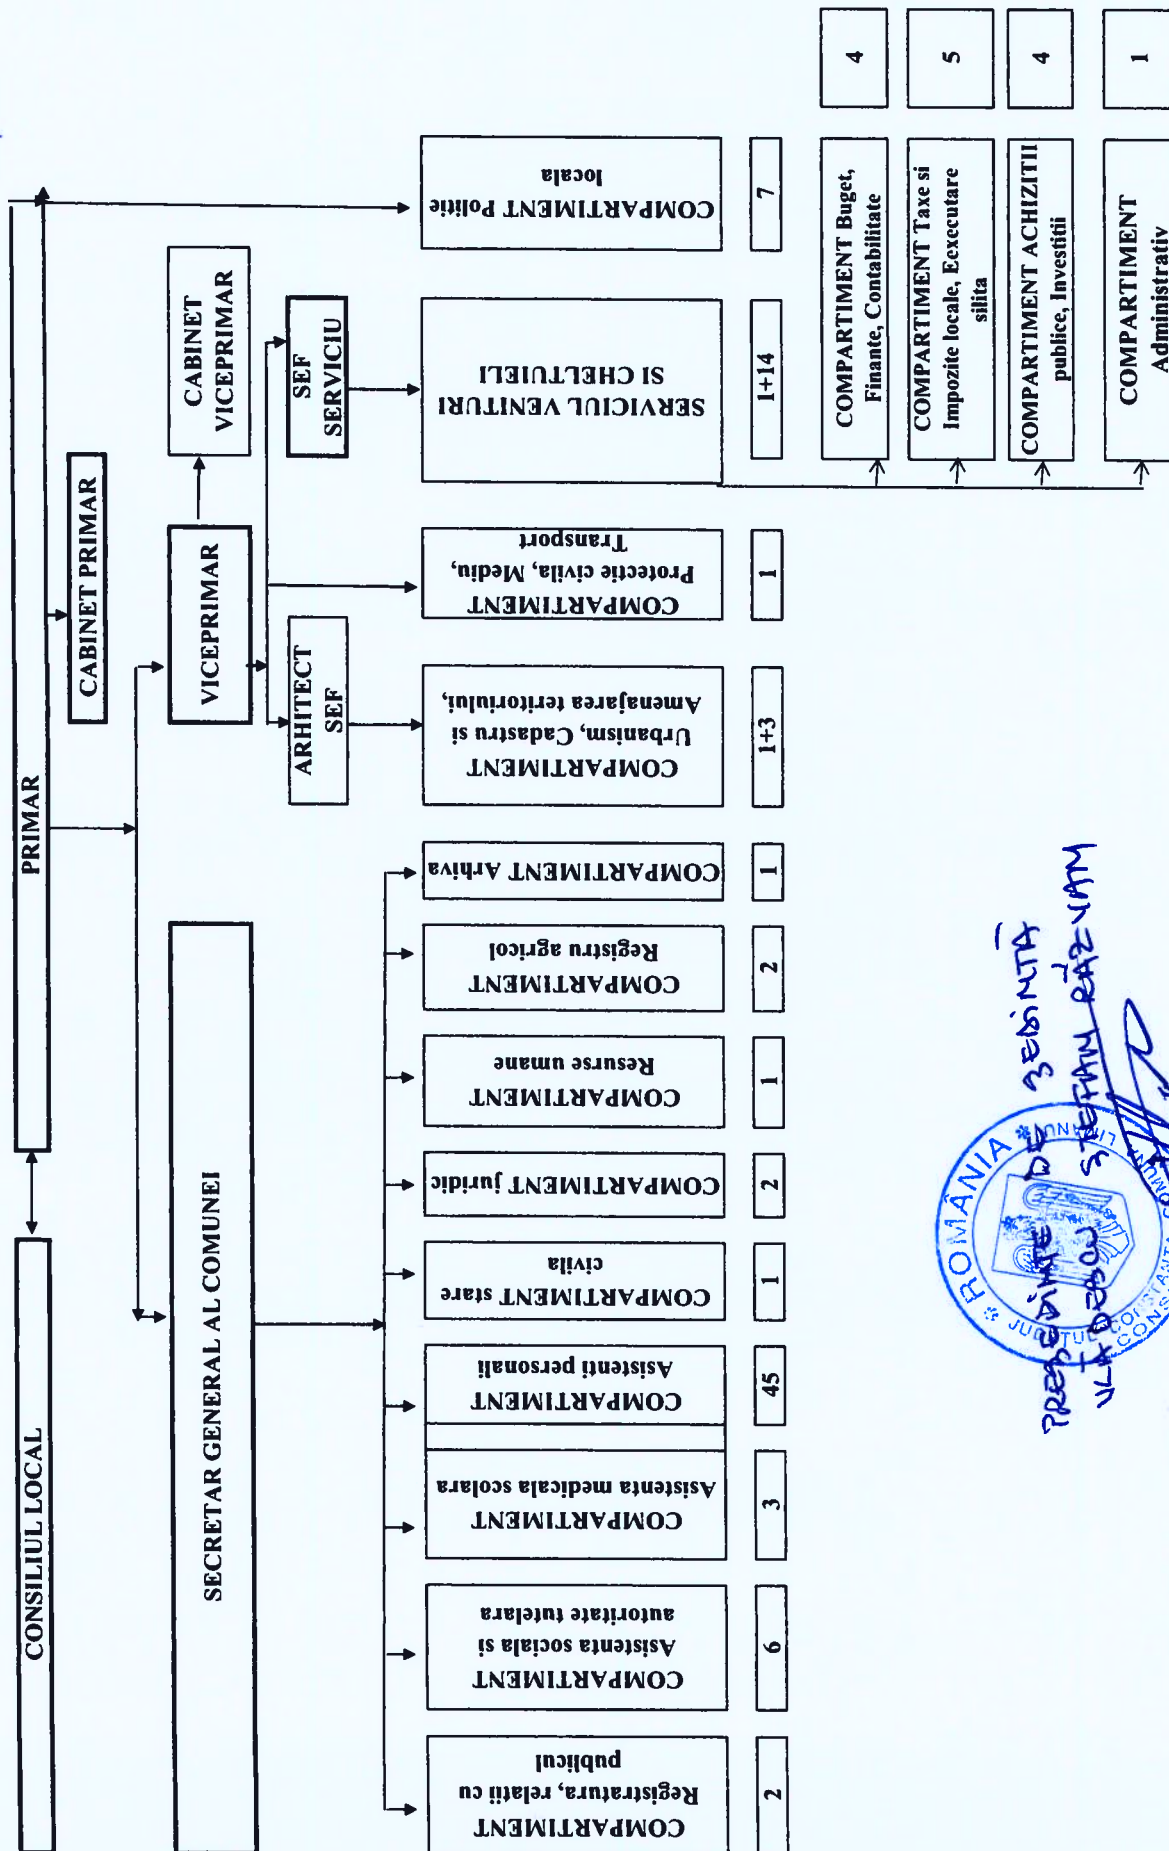 CONSILIUL LOCAL
PRIMAR
CABINET PRIMAR
SECRETAR GENERAL AL COMUNEI
VICEPRIMAR
CABINET
VICEPRIMAR
ARHITECT
SEF
SEF
SERVICIU
COMPARTIMENT
Registratura, relatii cu
publicul
2
COMPARTIMENT
Asistenta sociala si
autoritate tutelara
6
COMPARTIMENT
Asistenta medicala scolara
3
COMPARTIMENT
Asistenti personali
45
COMPARTIMENT stare
civila
1
COMPARTIMENT juridic
2
COMPARTIMENT
Resurse umane
1
COMPARTIMENT
Registru agricol
2
COMPARTIMENT Arhiva
1
COMPARTIMENT
Urbanism, Cadastru si
Amenajarea teritoriului,
1+3
COMPARTIMENT
Protectie civila, Mediu,
Transport
1
SERVICIUL VENITURI
SI CHELTUIELI
1+14
COMPARTIMENT Politie
locala
7
COMPARTIMENT Buget,
Finante, Contabilitate
4
COMPARTIMENT Taxe si
Impozite locale, Eexecutare
silita
5
COMPARTIMENT ACHIZITII
publice, Investitii
4
COMPARTIMENT
Administrativ
1
PREȘEDINTE DE ȘEDINȚĂ
ȘTEFAN RĂZVAN
ROMÂNIA
JUDEȚUL CONSTANȚA
LIMANU